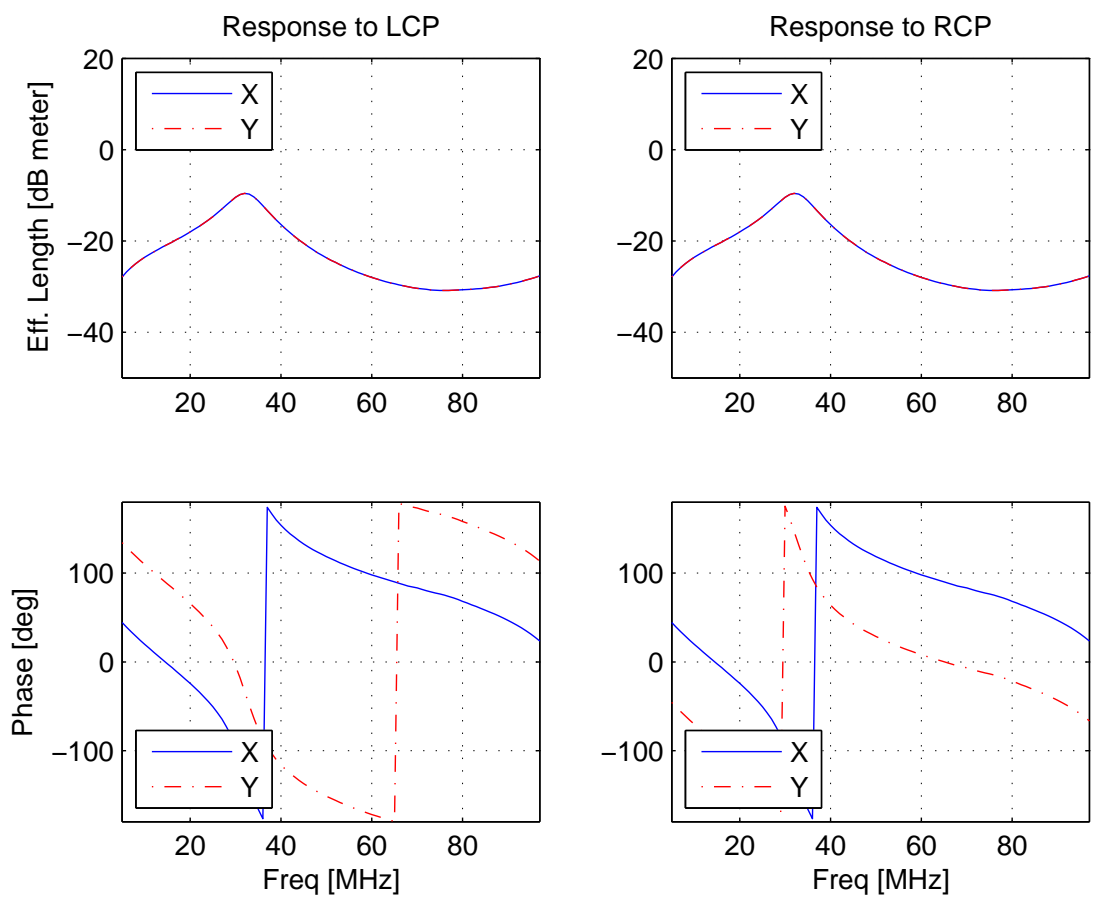 Response to LCP
Response to RCP
Eff. Length [dB meter]
20
0
−20
−40
X
Y
20 40 60 80
20
0
−20
−40
X
Y
20 40 60 80
Phase [deg]
100
0
−100
X
Y
20 40 60 80
Freq [MHz]
100
0
−100
X
Y
20 40 60 80
Freq [MHz]